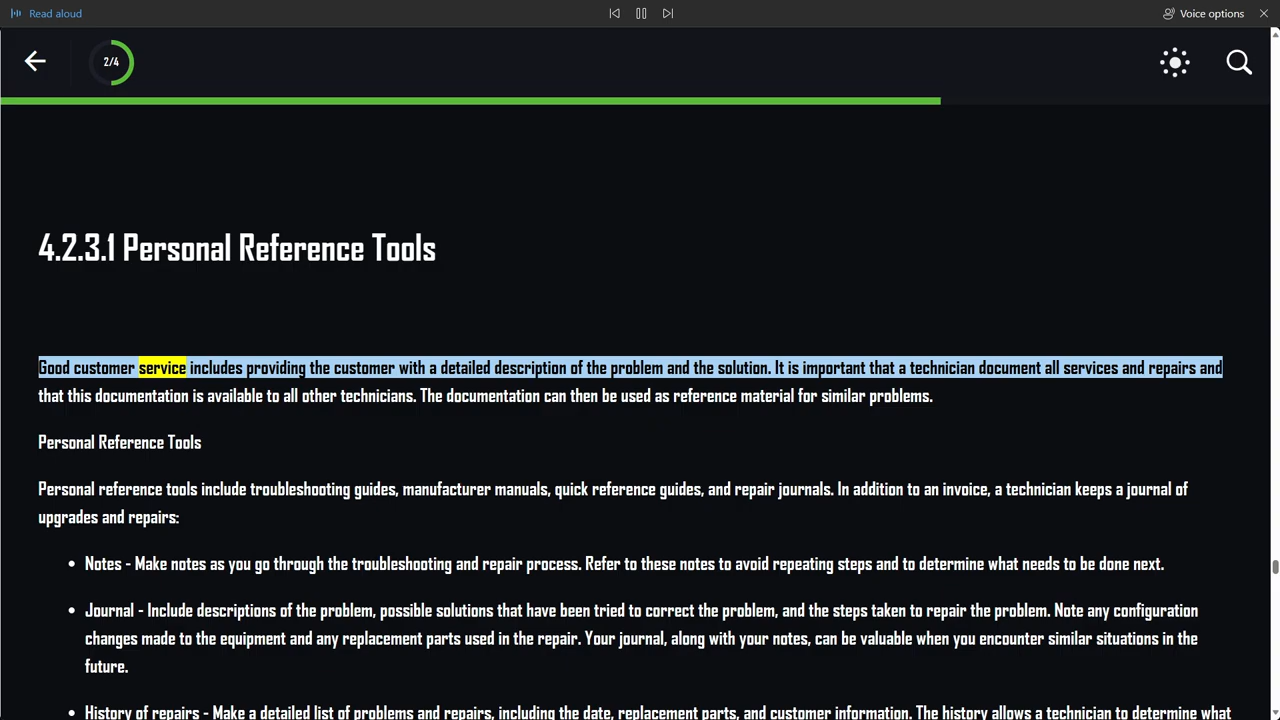 Read aloud
Voice options
2/4
4.2.3.1 Personal Reference Tools
Good customer service includes providing the customer with a detailed description of the problem and the solution. It is important that a technician document all services and repairs and
that this documentation is available to all other technicians. The documentation can then be used as reference material for similar problems.
Personal Reference Tools
Personal reference tools include troubleshooting guides, manufacturer manuals, quick reference guides, and repair journals. In addition to an invoice, a technician keeps a journal of
upgrades and repairs:
• Notes - Make notes as you go through the troubleshooting and repair process. Refer to these notes to avoid repeating steps and to determine what needs to be done next.
• Journal - Include descriptions of the problem, possible solutions that have been tried to correct the problem, and the steps taken to repair the problem. Note any configuration
changes made to the equipment and any replacement parts used in the repair. Your journal, along with your notes, can be valuable when you encounter similar situations in the
future.
• History of repairs - Make a detailed list of problems and repairs, including the date, replacement parts, and customer information. The history allows a technician to determine what